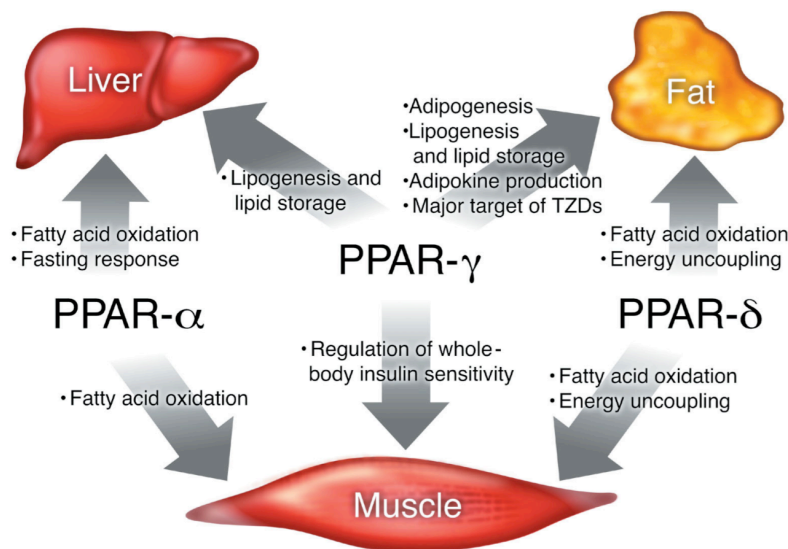 Liver
Fat
• Adipogenesis
• Lipogenesis
and lipid storage
• Adipokine production
• Major target of TZDs
• Lipogenesis and
lipid storage
• Fatty acid oxidation
• Fasting response
• Fatty acid oxidation
• Energy uncoupling
PPAR-γ
PPAR-α
PPAR-δ
• Regulation of whole-
body insulin sensitivity
• Fatty acid oxidation
• Fatty acid oxidation
• Energy uncoupling
Muscle